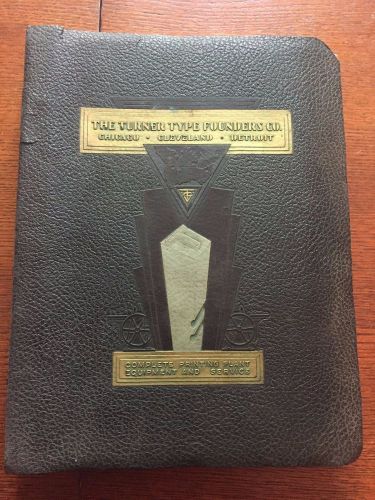 THE TURNER TYPE FOUNDERS CO.
CHICAGO • CLEVELAND • DETROIT
COMPLETE PRINTING PLANT
EQUIPMENT AND SERVICE